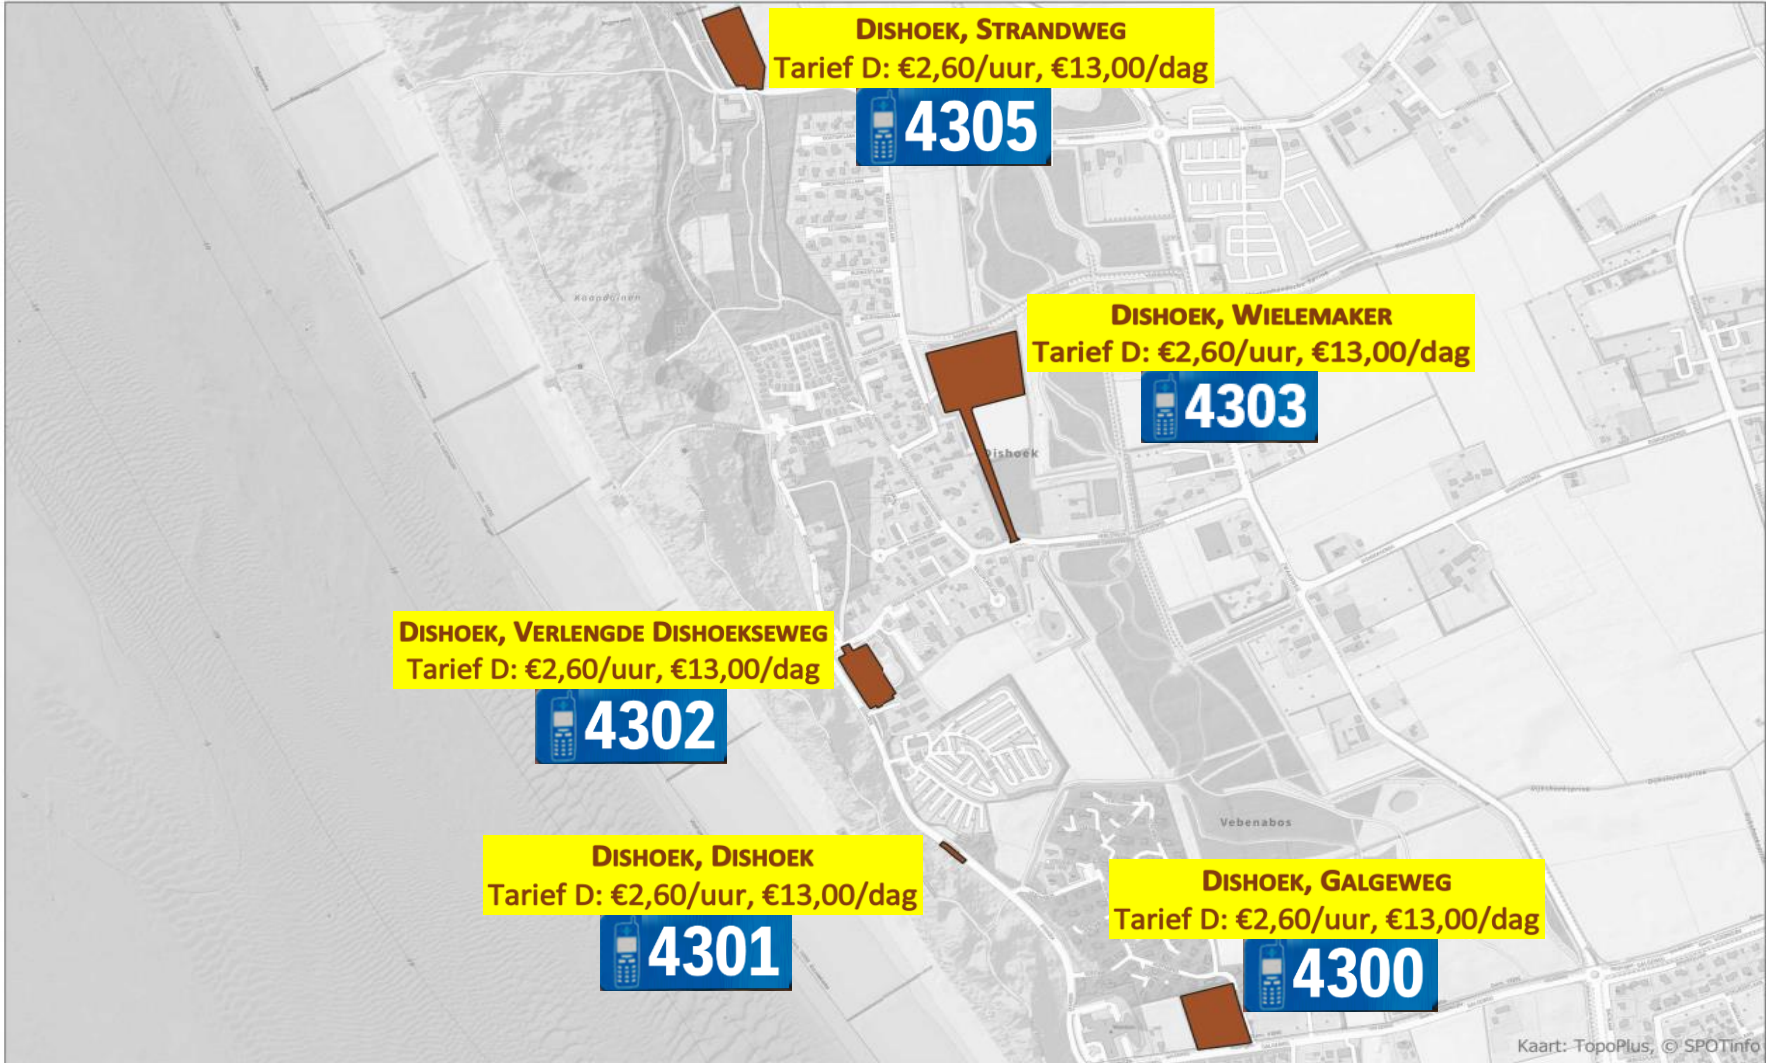 DISHOEK, STRANDWEG
Tarief D: €2,60/uur, €13,00/dag
4305
Kaandijnen
DISHOEK, WIELEMAKER
Tarief D: €2,60/uur, €13,00/dag
4303
Dishoek
DISHOEK, VERLENGDE DISHOEKSEWEG
Tarief D: €2,60/uur, €13,00/dag
4302
Vebenabos
DISHOEK, DISHOEK
Tarief D: €2,60/uur, €13,00/dag
4301
DISHOEK, GALGEWEG
Tarief D: €2,60/uur, €13,00/dag
4300
Kaart: TopoPlus, © SPOTinfo